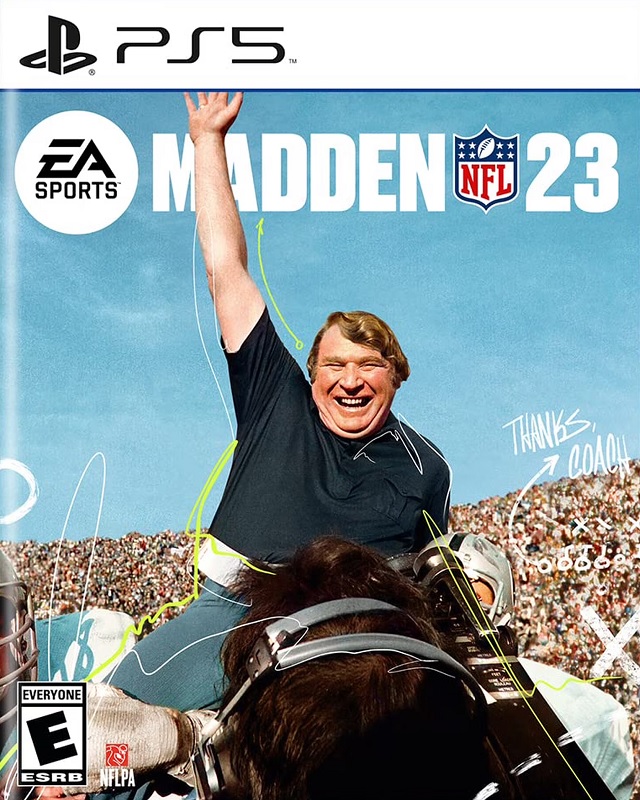 PS5
EA
SPORTS
MADDEN NFL 23
THANKS,
COACH
EVERYONE
E
ESRB
NFLPA